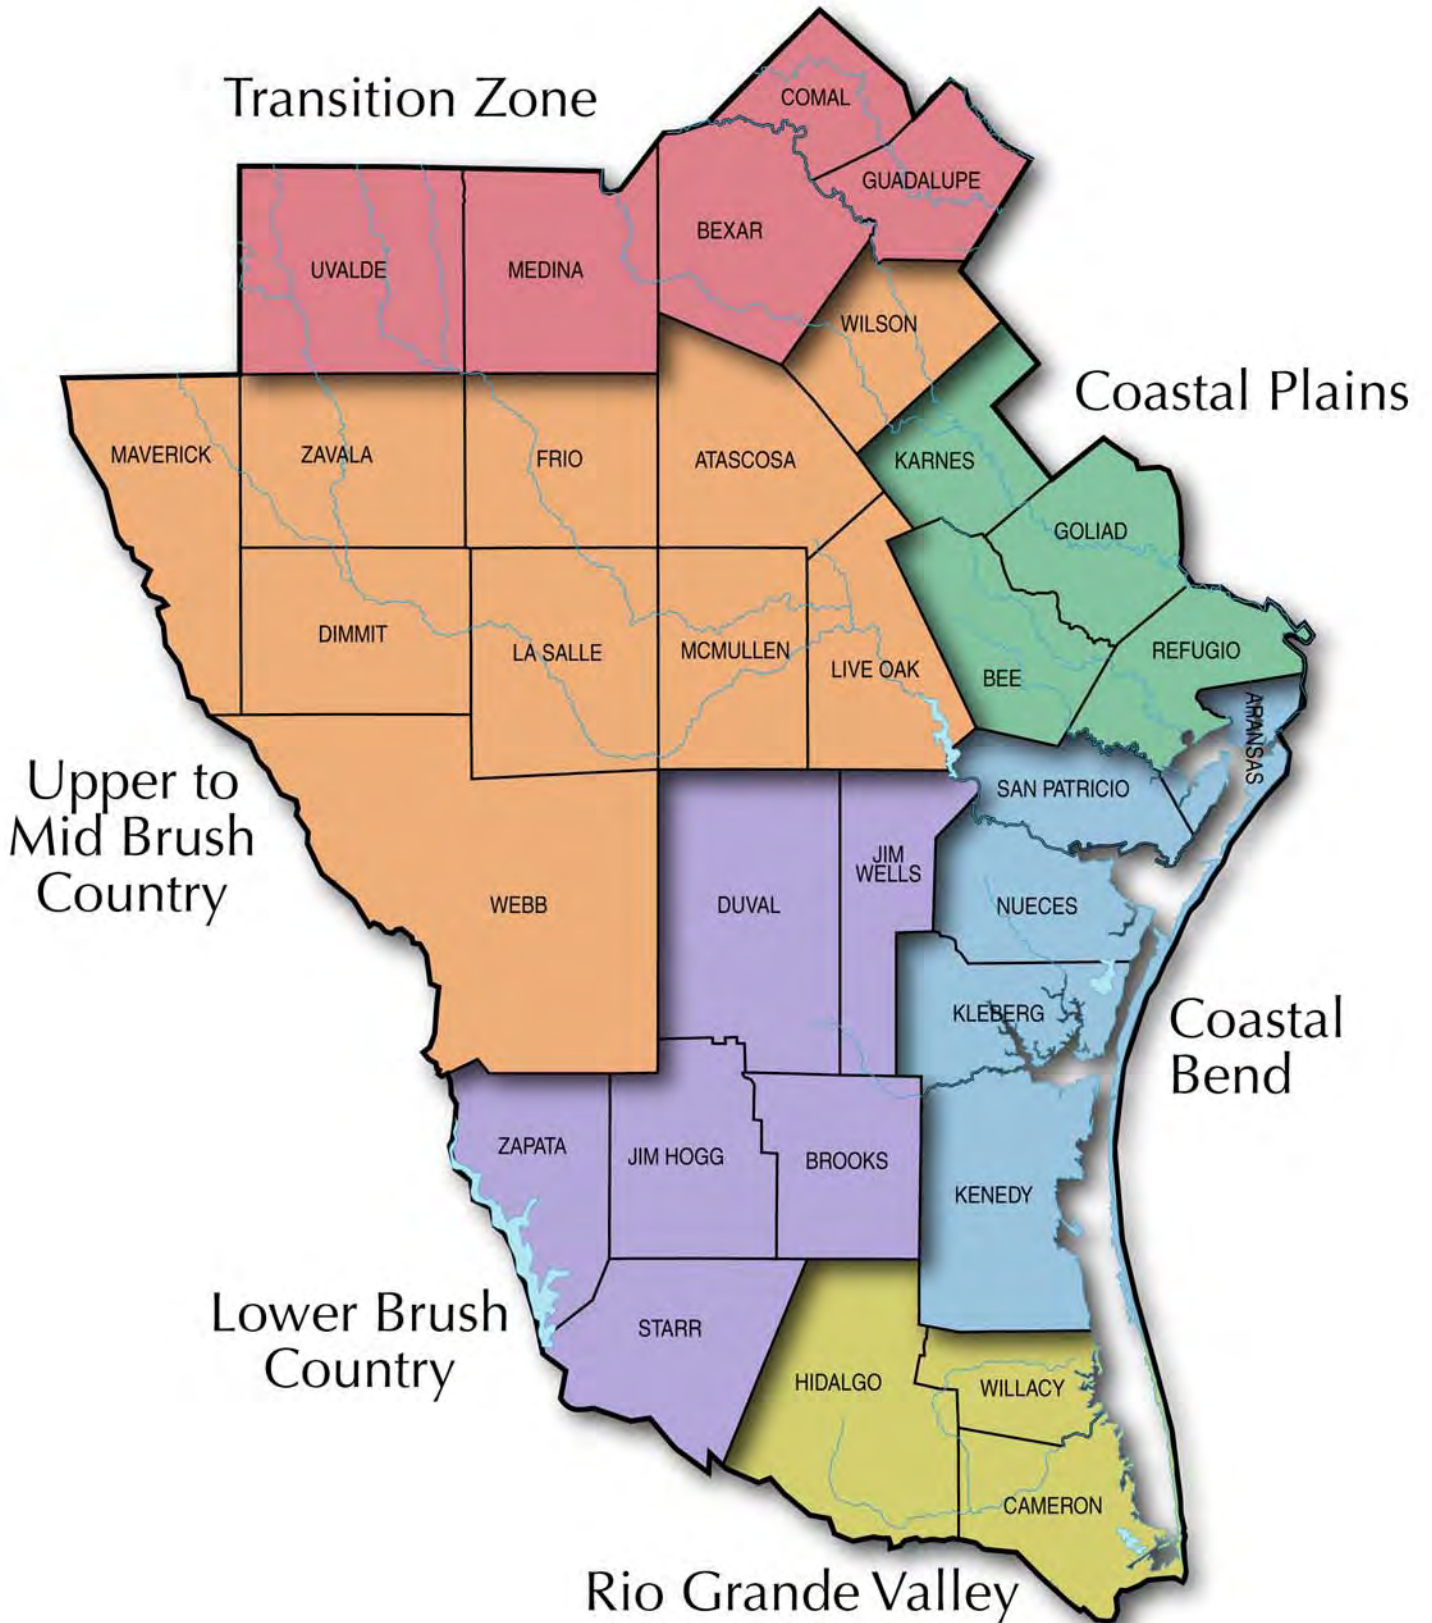 COMAL
Transition Zone
GUADALUPE
BEXAR
UVALDE
MEDINA
WILSON
Coastal Plains
MAVERICK
ZAVALA
FRIO
ATASCOSA
KARNES
GOLIAD
DIMMIT
LA SALLE
MCMULLEN
LIVE OAK
BEE
REFUGIO
ARANSAS
Upper to
Mid Brush
Country
SAN PATRICIO
JIM
WELLS
WEBB
DUVAL
NUECES
KLEBERG
Coastal
Bend
ZAPATA
JIM HOGG
BROOKS
KENEDY
Lower Brush
Country
STARR
HIDALGO
WILLACY
CAMERON
Rio Grande Valley